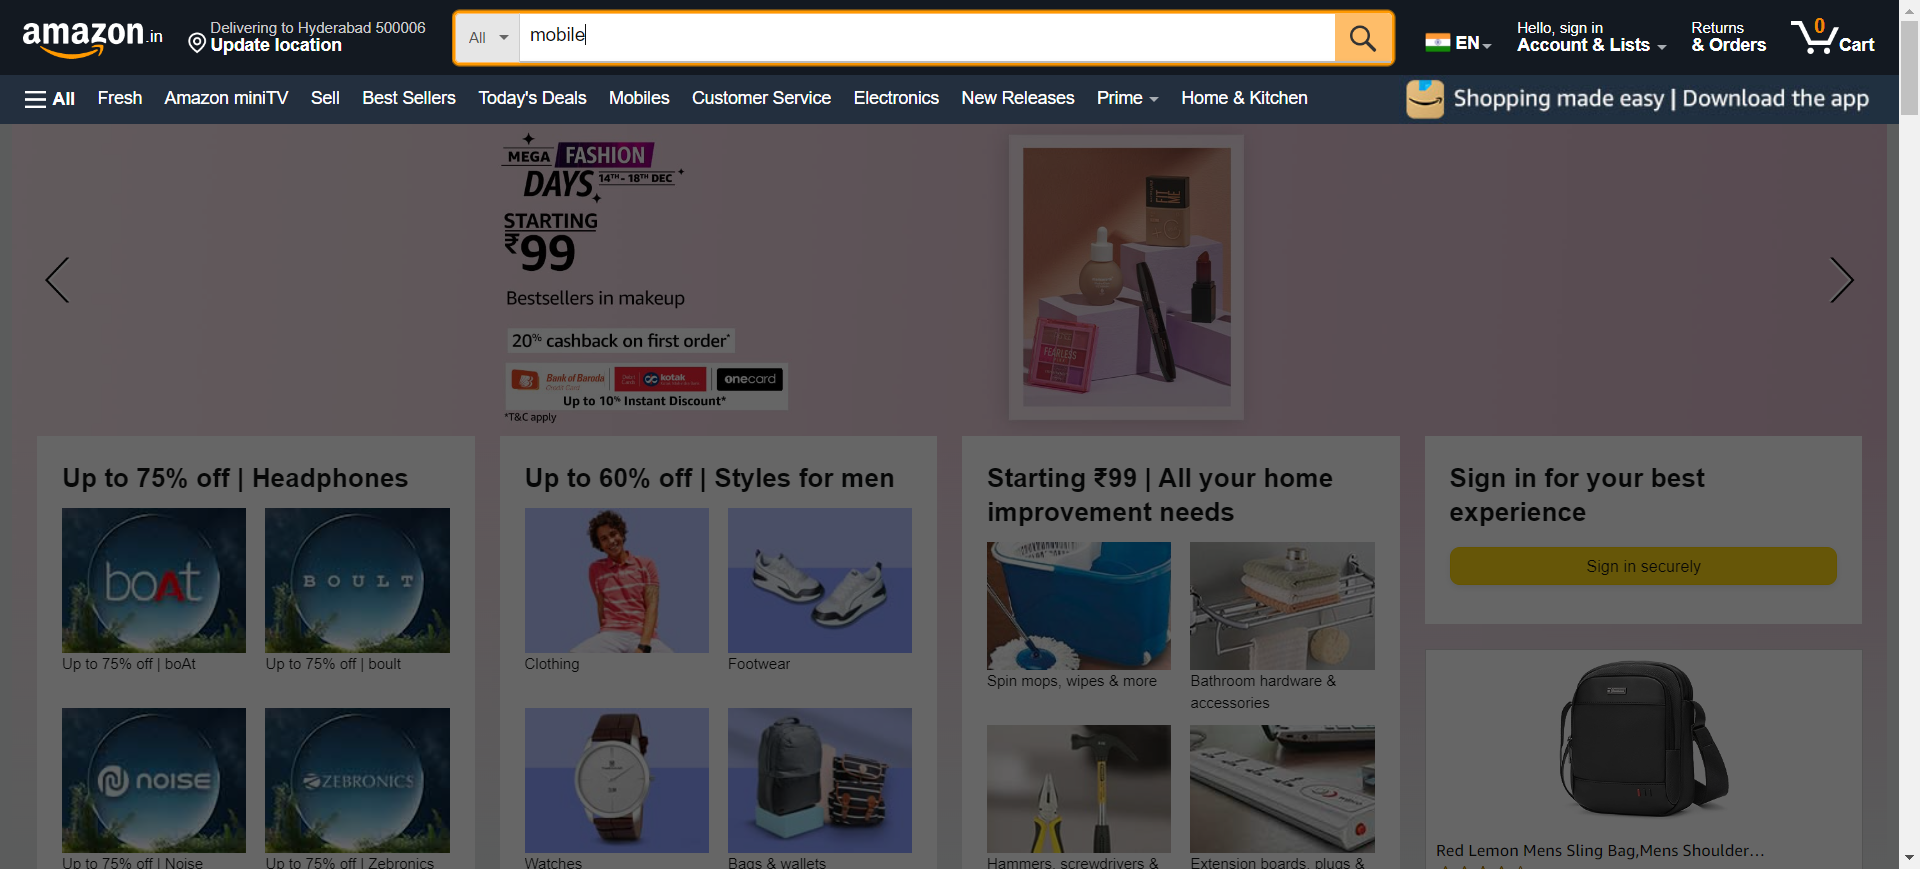 amazon.in
Delivering to Hyderabad 500006
Update location
All
mobile
EN
Hello, sign in
Account & Lists
Returns
& Orders
0
Cart
All
Fresh
Amazon miniTV
Sell
Best Sellers
Today's Deals
Mobiles
Customer Service
Electronics
New Releases
Prime
Home & Kitchen
Shopping made easy | Download the app
MEGA FASHION
DAYS 14TH - 18TH DEC
STARTING
₹99
Bestsellers in makeup
20% cashback on first order*
Bank of Baroda
Credit Card
kotak
onecard
Up to 10% Instant Discount*
*T&C apply
FIT
ME
FEARLESS
Up to 75% off | Headphones
boAt
BOULT
Up to 75% off | boAt
Up to 75% off | boult
noise
ZEBRONICS
Up to 75% off | Noise
Up to 75% off | Zebronics
Up to 60% off | Styles for men
Clothing
Footwear
Watches
Bags & wallets
Starting ₹99 | All your home
improvement needs
Spin mops, wipes & more
Bathroom hardware &
accessories
Hammers, screwdrivers &
Extension boards, plugs &
Sign in for your best
experience
Sign in securely
Red Lemon Mens Sling Bag,Mens Shoulder…